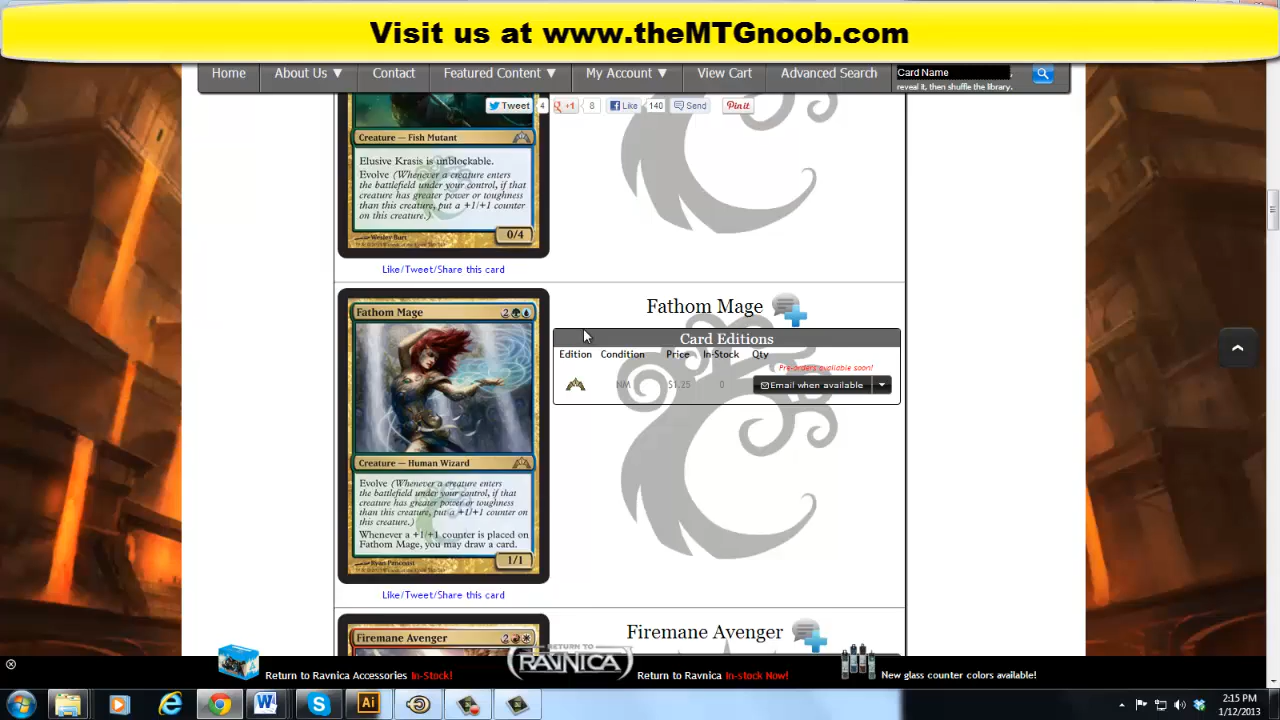 Visit us at www.theMTGnoob.com
Home
About Us ▼
Contact
Featured Content ▼
My Account ▼
View Cart
Advanced Search
Card Name
reveal it, then shuffle the library.
Tweet 4
+1 8
Like 140
Send
Pin it
Creature — Fish Mutant
Elusive Krasis is unblockable.
Evolve (Whenever a creature enters
the battlefield under your control, if that
creature has greater power or toughness
than this creature, put a +1/+1 counter
on this creature.)
Wesley Burt
0/4
Like/Tweet/Share this card
Fathom Mage
2
Fathom Mage
Card Editions
Edition Condition Price In-Stock Qty
Pre-orders available soon!
NM $1.25 0 Email when available
Creature — Human Wizard
Evolve (Whenever a creature enters
the battlefield under your control, if that
creature has greater power or toughness
than this creature, put a +1/+1 counter on
this creature.)
Whenever a +1/+1 counter is placed on
Fathom Mage, you may draw a card.
Ryan Pancoast
1/1
Like/Tweet/Share this card
Firemane Avenger
2
Firemane Avenger
Return to Ravnica Accessories In-Stock!
RETURN TO
RAVNICA
Return to Ravnica In-stock Now!
New glass counter colors available!
W
S
Ai
2:15 PM
1/12/2013